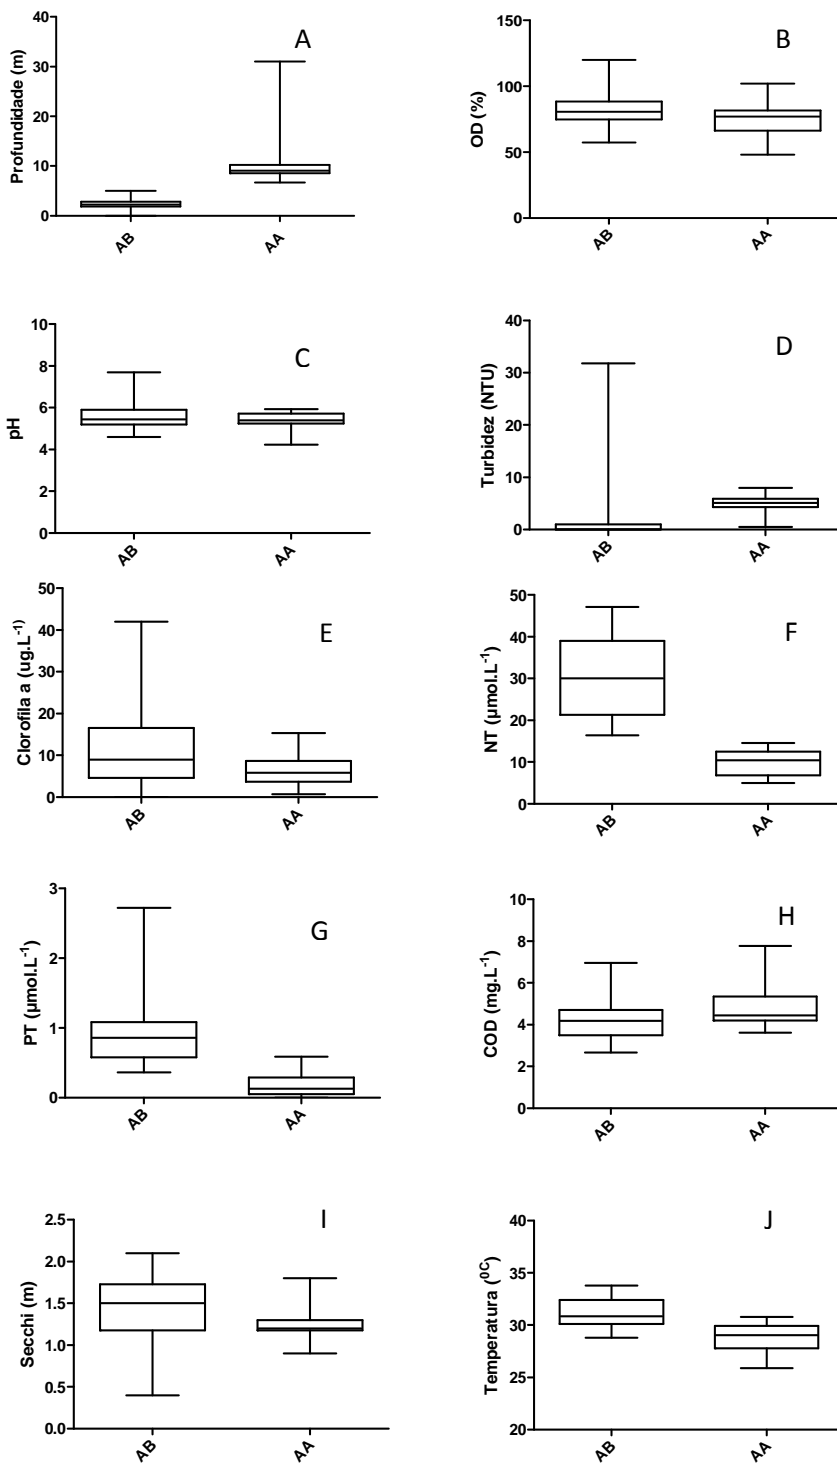 A
Profundidade (m)
40
30
20
10
0
AB
AA
B
OD (%)
150
100
50
0
AB
AA
C
pH
10
8
6
4
2
0
AB
AA
D
Turbidez (NTU)
40
30
20
10
0
AB
AA
E
Clorofila a (ug.L-1)
50
40
30
20
10
0
AB
AA
F
NT (µmol.L-1)
50
40
30
20
10
0
AB
AA
G
PT (µmol.L-1)
3
2
1
0
AB
AA
H
COD (mg.L-1)
10
8
6
4
2
0
AB
AA
I
Secchi (m)
2.5
2.0
1.5
1.0
0.5
0.0
AB
AA
J
Temperatura (0C)
40
35
30
25
20
AB
AA